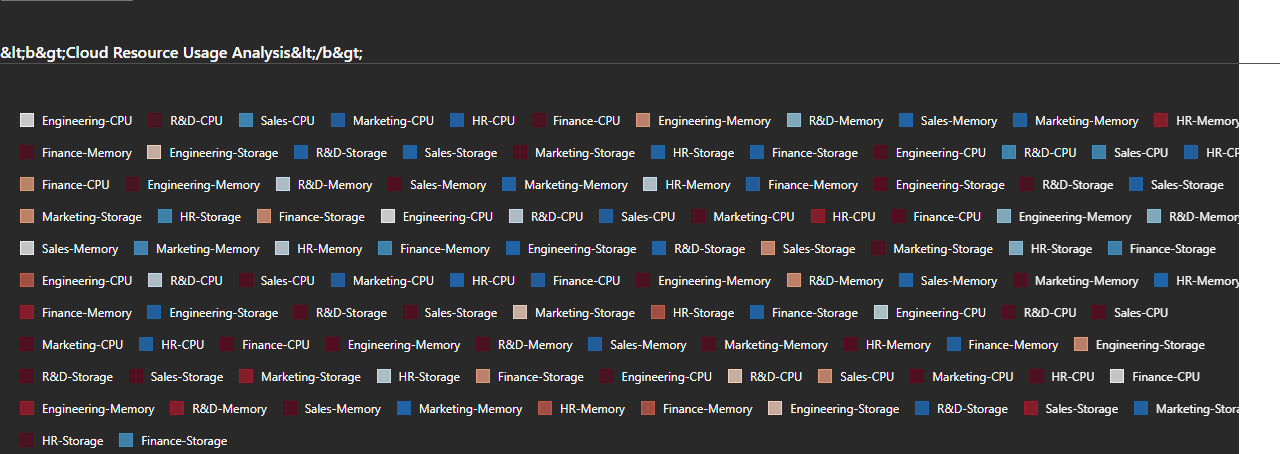 &lt;b&gt;Cloud Resource Usage Analysis&lt;/b&gt;
Engineering-CPU R&D-CPU Sales-CPU Marketing-CPU HR-CPU Finance-CPU Engineering-Memory R&D-Memory Sales-Memory Marketing-Memory HR-Memory
Finance-Memory Engineering-Storage R&D-Storage Sales-Storage Marketing-Storage HR-Storage Finance-Storage Engineering-CPU R&D-CPU Sales-CPU
Finance-CPU Engineering-Memory R&D-Memory Sales-Memory Marketing-Memory HR-Memory Finance-Memory Engineering-Storage R&D-Storage Sales-Storage
Marketing-Storage HR-Storage Finance-Storage Engineering-CPU R&D-CPU Sales-CPU Marketing-CPU HR-CPU Finance-CPU Engineering-Memory R&D-Memory
Sales-Memory Marketing-Memory HR-Memory Finance-Memory Engineering-Storage R&D-Storage Sales-Storage Marketing-Storage HR-Storage Finance-Storage
Engineering-CPU R&D-CPU Sales-CPU Marketing-CPU HR-CPU Finance-CPU Engineering-Memory R&D-Memory Sales-Memory Marketing-Memory HR-Memory
Finance-Memory Engineering-Storage R&D-Storage Sales-Storage Marketing-Storage HR-Storage Finance-Storage Engineering-CPU R&D-CPU Sales-CPU
Marketing-CPU HR-CPU Finance-CPU Engineering-Memory R&D-Memory Sales-Memory Marketing-Memory HR-Memory Finance-Memory Engineering-Storage
R&D-Storage Sales-Storage Marketing-Storage HR-Storage Finance-Storage Engineering-CPU R&D-CPU Sales-CPU Marketing-CPU HR-CPU Finance-CPU
Engineering-Memory R&D-Memory Sales-Memory Marketing-Memory HR-Memory Finance-Memory Engineering-Storage R&D-Storage Sales-Storage
HR-Storage Finance-Storage